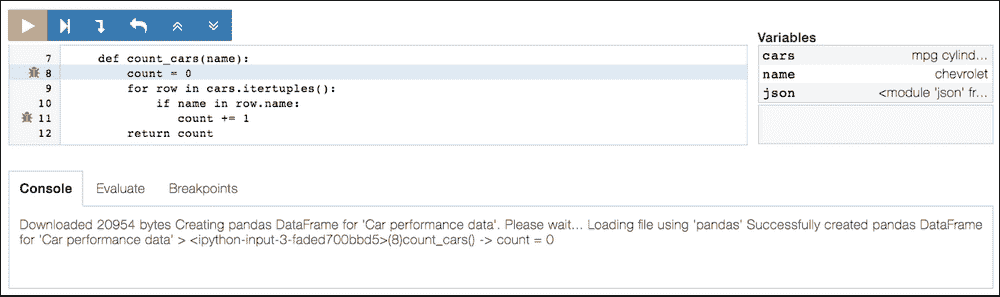 7 def count_cars(name):
8 count = 0
9 for row in cars.itertuples():
10 if name in row.name:
11 count += 1
12 return count
Variables
cars mpg cylind...
name chevrolet
json <module 'json' fr...
Console Evaluate Breakpoints
Downloaded 20954 bytes Creating pandas DataFrame for 'Car performance data'. Please wait... Loading file using 'pandas' Successfully created pandas DataFrame
for 'Car performance data' > <ipython-input-3-faded700bbd5>(8)count_cars() -> count = 0